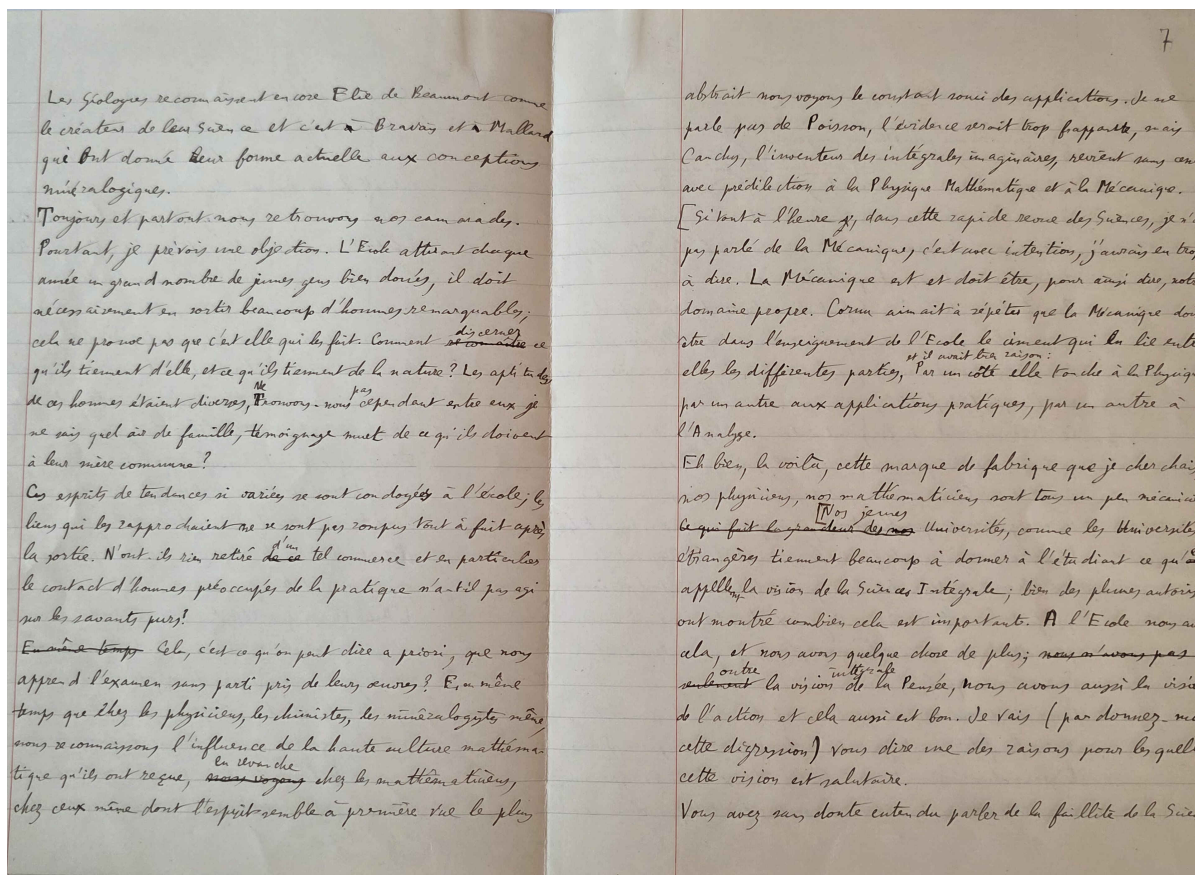 Les Géologues reconnaissent encore Elie de Beaumont comme
le créateur de leur Science et c'est à Bravais et à Mallard
qui ont donné leur forme actuelle aux conceptions
minéralogiques.
Toujours et partout nous retrouvons nos camarades.
Pourtant, je prévois une objection. L'Ecole attirant chaque
année un grand nombre de jeunes gens bien doués, il doit
nécessairement en sortir beaucoup d'hommes remarquables;
cela ne prouve pas que c'est elle qui les fait. Comment reconnaître discerner ce
qu'ils tiennent d'elle, et ce qu'ils tiennent de la nature? Les aptitudes
de ces hommes étaient diverses, Ne Trouvons-nous pas cependant entre eux je
ne sais quel air de famille, témoignage muet de ce qu'ils doivent
à leur mère commune?
Ces esprits de tendances si variées se sont coudoyés à l'école; les
liens qui les rapprochaient ne se sont pas rompus tout à fait après
la sortie. N'ont-ils rien retiré de ce d'un tel commerce et en particulier
le contact d'hommes préoccupés de la pratique n'a-t-il pas agi
sur les savants purs!
En même temps Cela, c'est ce qu'on peut dire a priori, que nous
apprend l'examen sans parti pris de leurs œuvres? En même
temps que chez les physiciens, les chimistes, les minéralogistes même,
nous reconnaissons l'influence de la haute culture mathéma-
tique qu'ils ont reçue, nous voyons en revanche chez les mathématiciens,
chez ceux même dont l'esprit semble à première vue le plus
7
abstrait nous voyons le constant souci des applications. Je ne
parle pas de Poisson, l'évidence serait trop frappante, mais
Cauchy, l'inventeur des intégrales imaginaires, revient sans
avec prédilection à la Physique Mathématique et à la Mécanique.
[Si tout à l'heure, dans cette rapide revue des Sciences, je n'
pas parlé de la Mécanique, c'est avec intention, j'aurais eu trop
à dire. La Mécanique est et doit être, pour ainsi dire, notre
domaine propre. Cornu aimait à répéter que la Mécanique doit
être dans l'enseignement de l'Ecole le ciment qui lie entre
elles les différentes parties, et il avait bien raison: Par un côté elle touche à la Physique
par un autre aux applications pratiques, par un autre à
l'Analyse.
Eh bien, la voilà, cette marque de fabrique que je cherchais,
nos physiciens, nos mathématiciens sont tous un peu mécaniciens
Ce qui fait la grandeur des nos [Nos jeunes Universités, comme les Universités
étrangères tiennent beaucoup à donner à l'étudiant ce qu'
appellent la vision de la Science Intégrale; bien des plumes autorisées
ont montré combien cela est important. A l'Ecole nous
cela, et nous avons quelque chose de plus; nous n'avons pas
seulement outre la vision intégrale de la Pensée, nous avons aussi la vision
de l'action et cela aussi est bon. Je vais (pardonnez-moi
cette digression) vous dire une des raisons pour lesquelles
cette vision est salutaire.
Vous avez sans doute entendu parler de la faillite de la Science